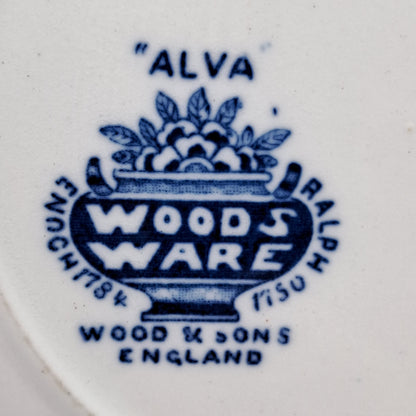 "ALVA"
WOODS
WARE
ENOCH 1784
RALPH 1750
WOOD & SONS
ENGLAND